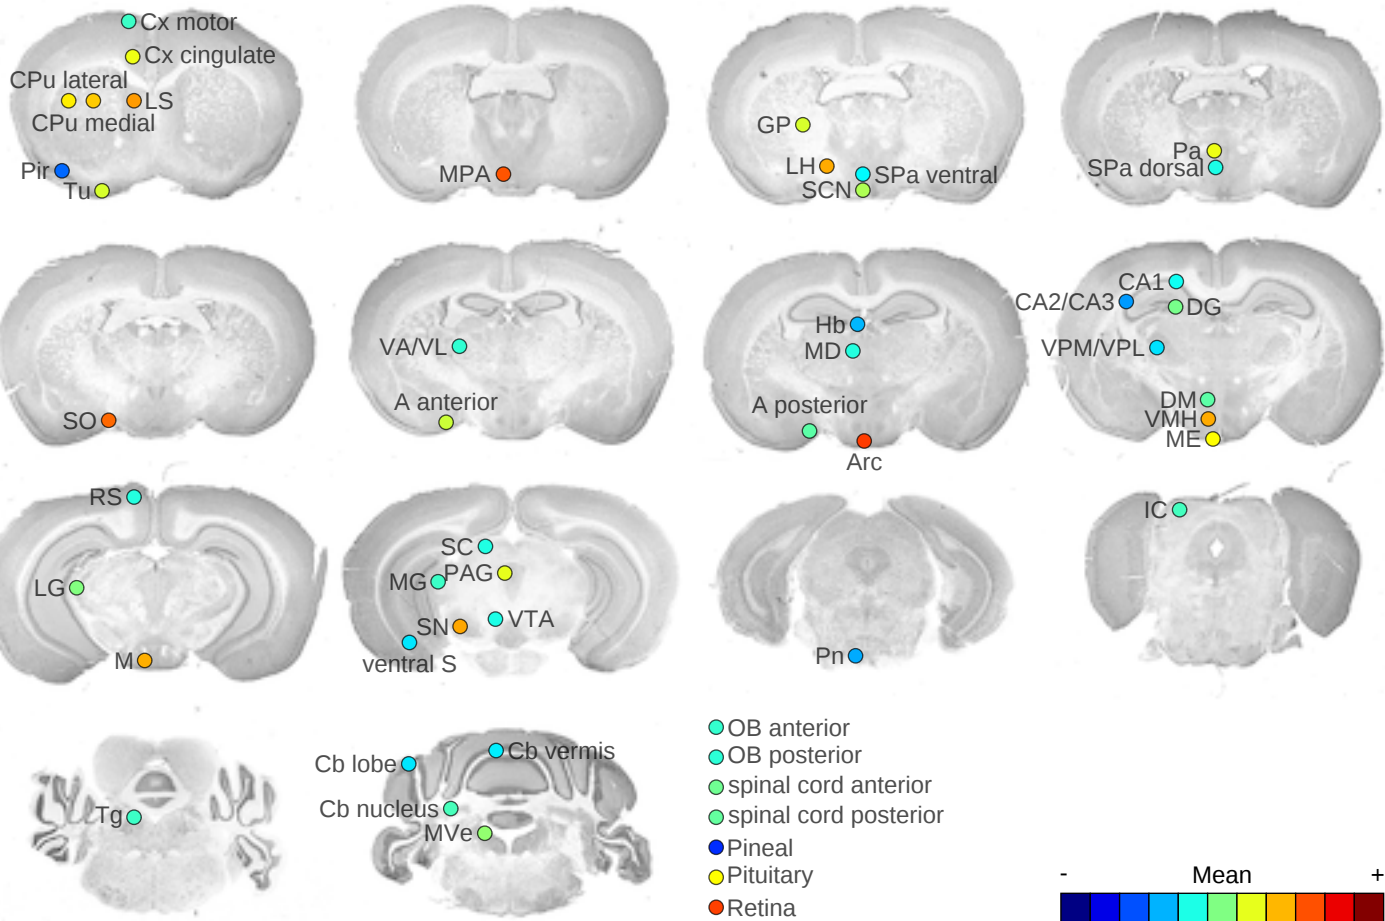 Cx motor
Cx cingulate
CPu lateral
LS
CPu medial
Pir
Tu
MPA
GP
LH
SPa ventral
SCN
Pa
SPa dorsal
SO
VA/VL
A anterior
Hb
MD
A posterior
Arc
CA1
CA2/CA3
DG
VPM/VPL
DM
VMH
ME
RS
LG
M
SC
MG
PAG
SN
VTA
ventral S
Pn
IC
Tg
Cb lobe
Cb vermis
Cb nucleus
MVe
OB anterior
OB posterior
spinal cord anterior
spinal cord posterior
Pineal
Pituitary
Retina
- Mean +